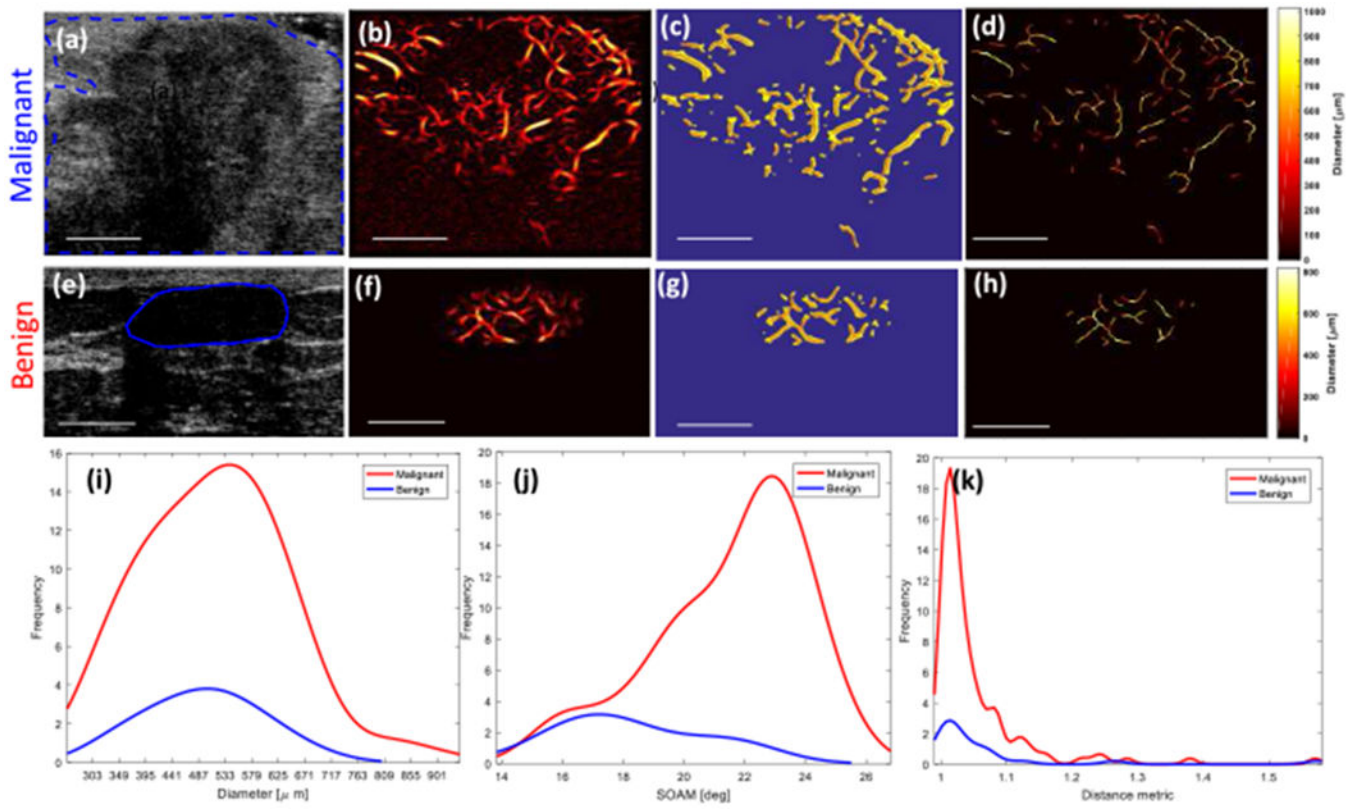 Malignant
(a)
(a)
(b)
(c)
(d)
1000
900
800
700
600
500
400
300
200
100
0
Diameter [μm]
Benign
(e)
(f)
(g)
(h)
800
600
400
200
0
Diameter [μm]
(i)
Malignant
Benign
16
14
12
10
8
6
4
2
0
Frequency
303 349 395 441 487 533 579 625 671 717 763 809 855 901
Diameter [μ m]
(j)
Malignant
Benign
20
18
16
14
12
10
8
6
4
2
0
Frequency
14 16 18 20 22 24 26
SOAM [deg]
(k)
Malignant
Benign
20
18
16
14
12
10
8
6
4
2
0
Frequency
1 1.1 1.2 1.3 1.4 1.5
Distance metric